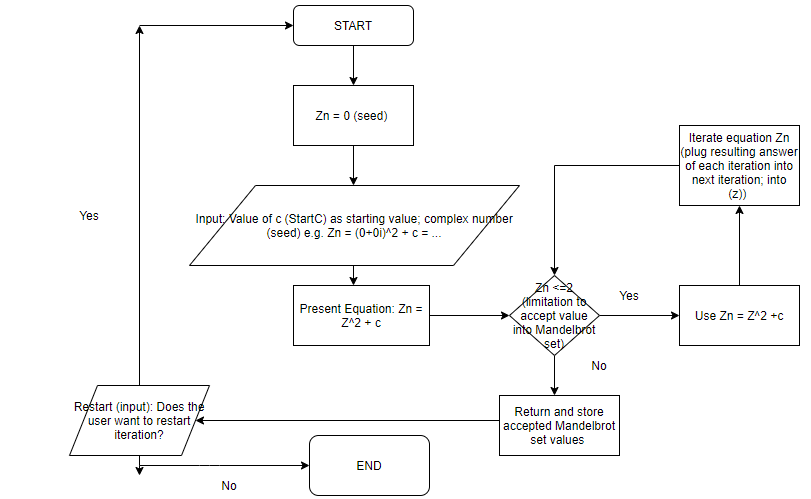 START
Zn = 0 (seed)
Iterate equation Zn
(plug resulting answer
of each iteration into
next iteration; into
(z))
Yes
Input: Value of c (StartC) as starting value; complex number
(seed) e.g. Zn = (0+0i)^2 + c = ...
Present Equation: Zn =
Z^2 + c
Zn <=2
(limitation to
accept value
into Mandelbrot
set)
Yes
Use Zn = Z^2 +c
No
Return and store
accepted Mandelbrot
set values
Restart (input): Does the
user want to restart
iteration?
No
END